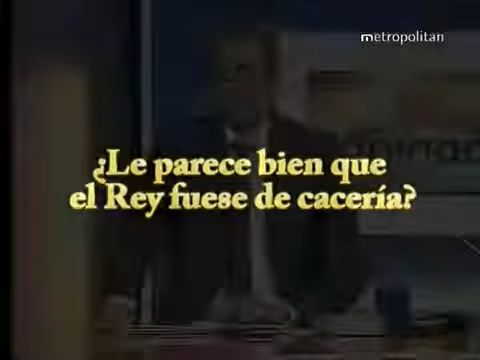 metropolitan
¿Le parece bien que
el Rey fuese de cacería?